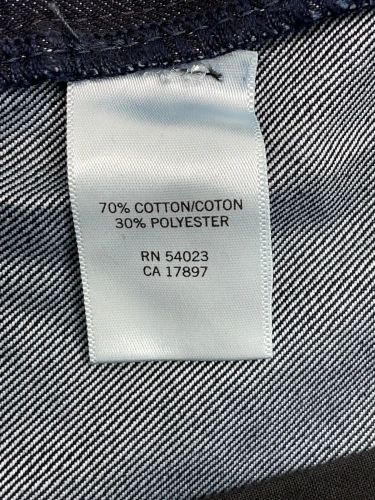 70% COTTON/COTON
30% POLYESTER
RN 54023
CA 17897